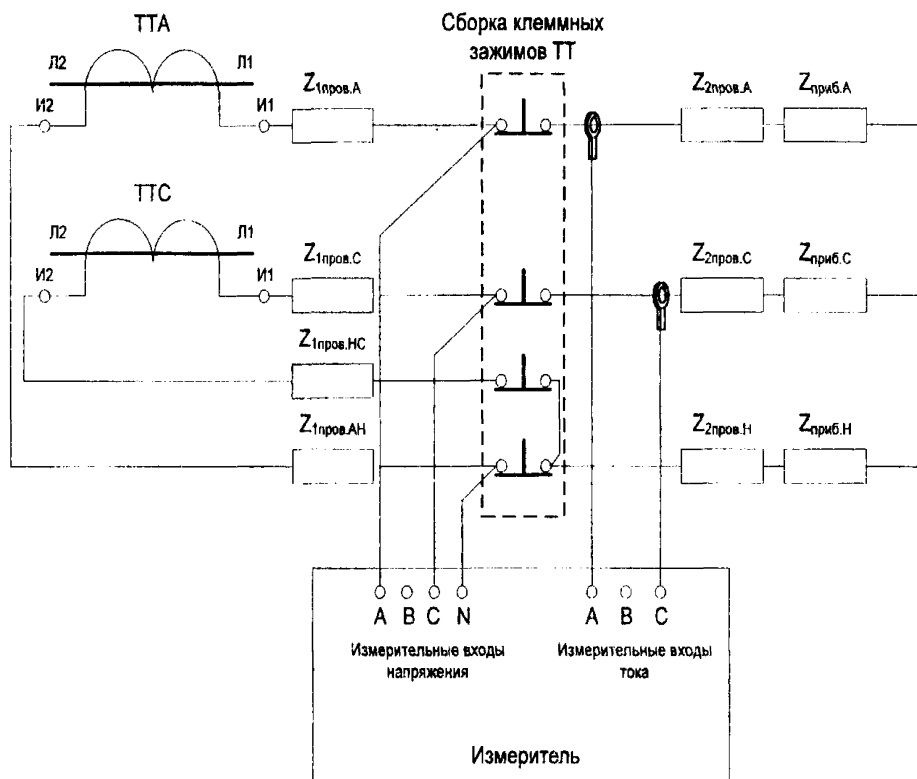 Сборка клеммных
зажимов ТТ
ТТА
Л2 Л1
И2 И1
Z1пров.А
Z2пров.А Zприб.А
ТТС
Л2 Л1
И2 И1
Z1пров.С
Z2пров.С Zприб.С
Z1пров.НС
Z1пров.АН
Z2пров.Н Zприб.Н
A B C N A B C
Измерительные входы
напряжения
Измерительные входы
тока
Измеритель